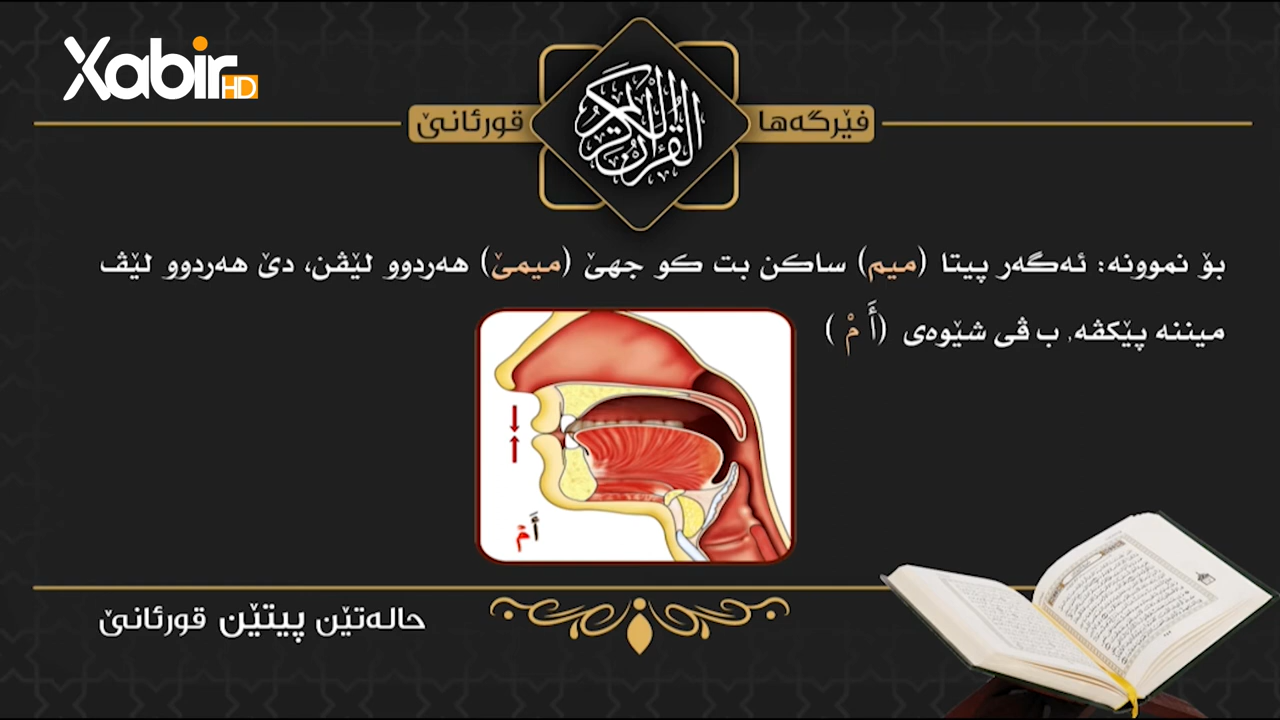 Xabir HD
القرآن الكريم
فێرگەها قورئانێ
بۆ نموونە: ئەگەر پیتا (میم) ساکن بت کو جهێ (میمێ) هەردوو لێڤن، دێ هەردوو لێڤ
میننە پێکڤە, ب ڤی شێوەی (أَ مْ )
أَ مْ
حالەتێن پیتێن قورئانێ